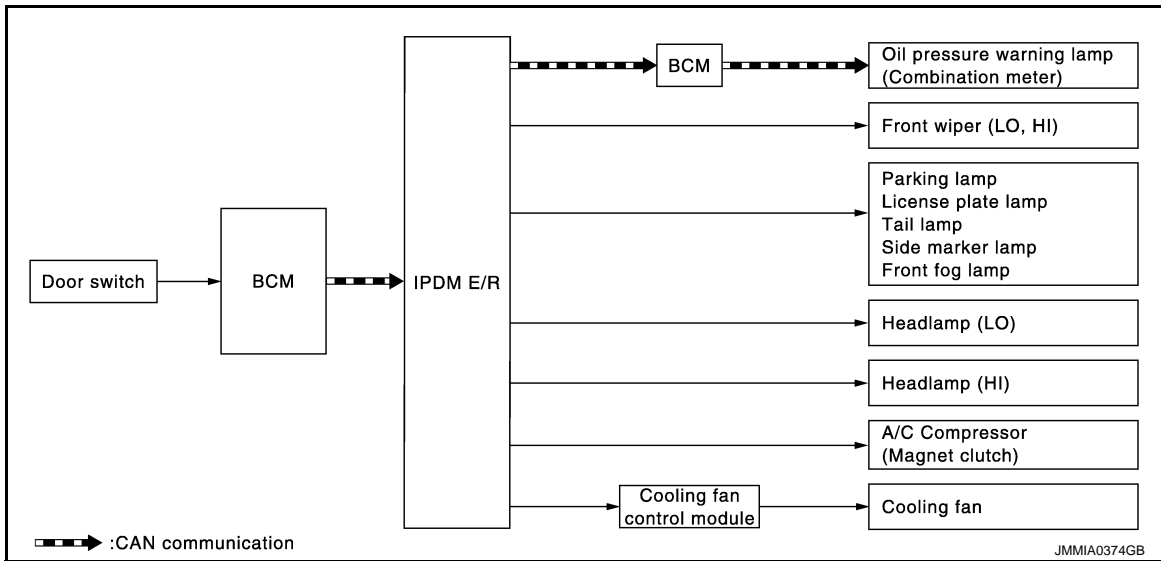 Door switch
BCM
IPDM E/R
BCM
Oil pressure warning lamp
(Combination meter)
Front wiper (LO, HI)
Parking lamp
License plate lamp
Tail lamp
Side marker lamp
Front fog lamp
Headlamp (LO)
Headlamp (HI)
A/C Compressor
(Magnet clutch)
Cooling fan
control module
Cooling fan
:CAN communication
JMMIA0374GB